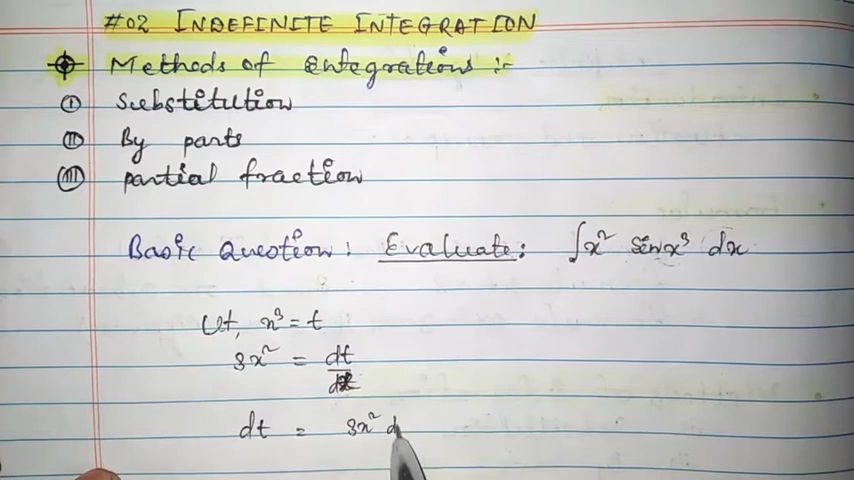 #02 INDEFINITE INTEGRATION
Methods of integrations :-
(I) Substitution
(II) By parts
(III) partial fraction
Basic Question: Evaluate: ∫x² sinx³ dx
Let, x³ = t
3x² = dt/dx
dt = 3x² d